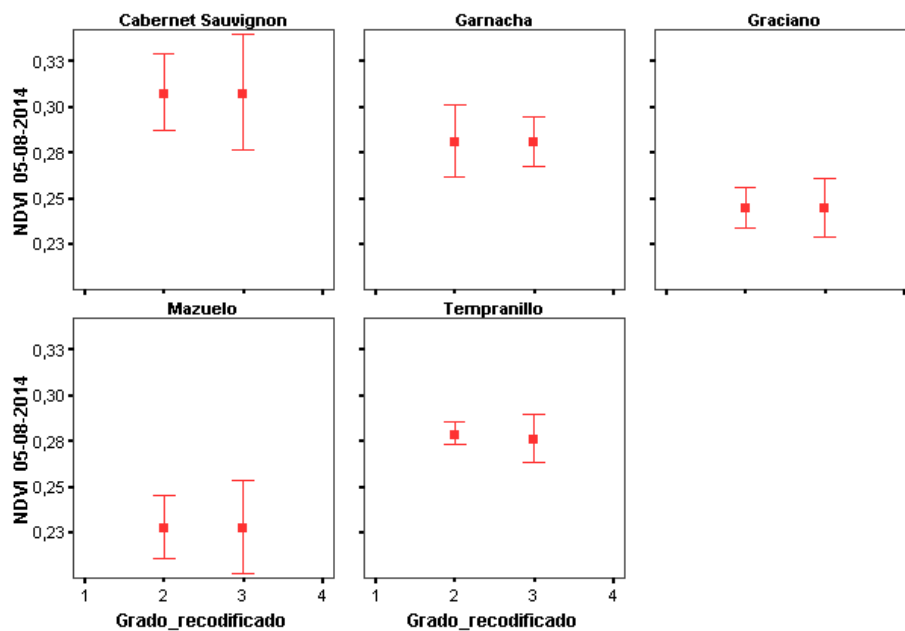 Cabernet Sauvignon
Garnacha
Graciano
NDVI 05-08-2014
0,33
0,30
0,28
0,25
0,23
Mazuelo
Tempranillo
NDVI 05-08-2014
0,33
0,30
0,28
0,25
0,23
1 2 3 4
1 2 3 4
Grado_recodificado
Grado_recodificado